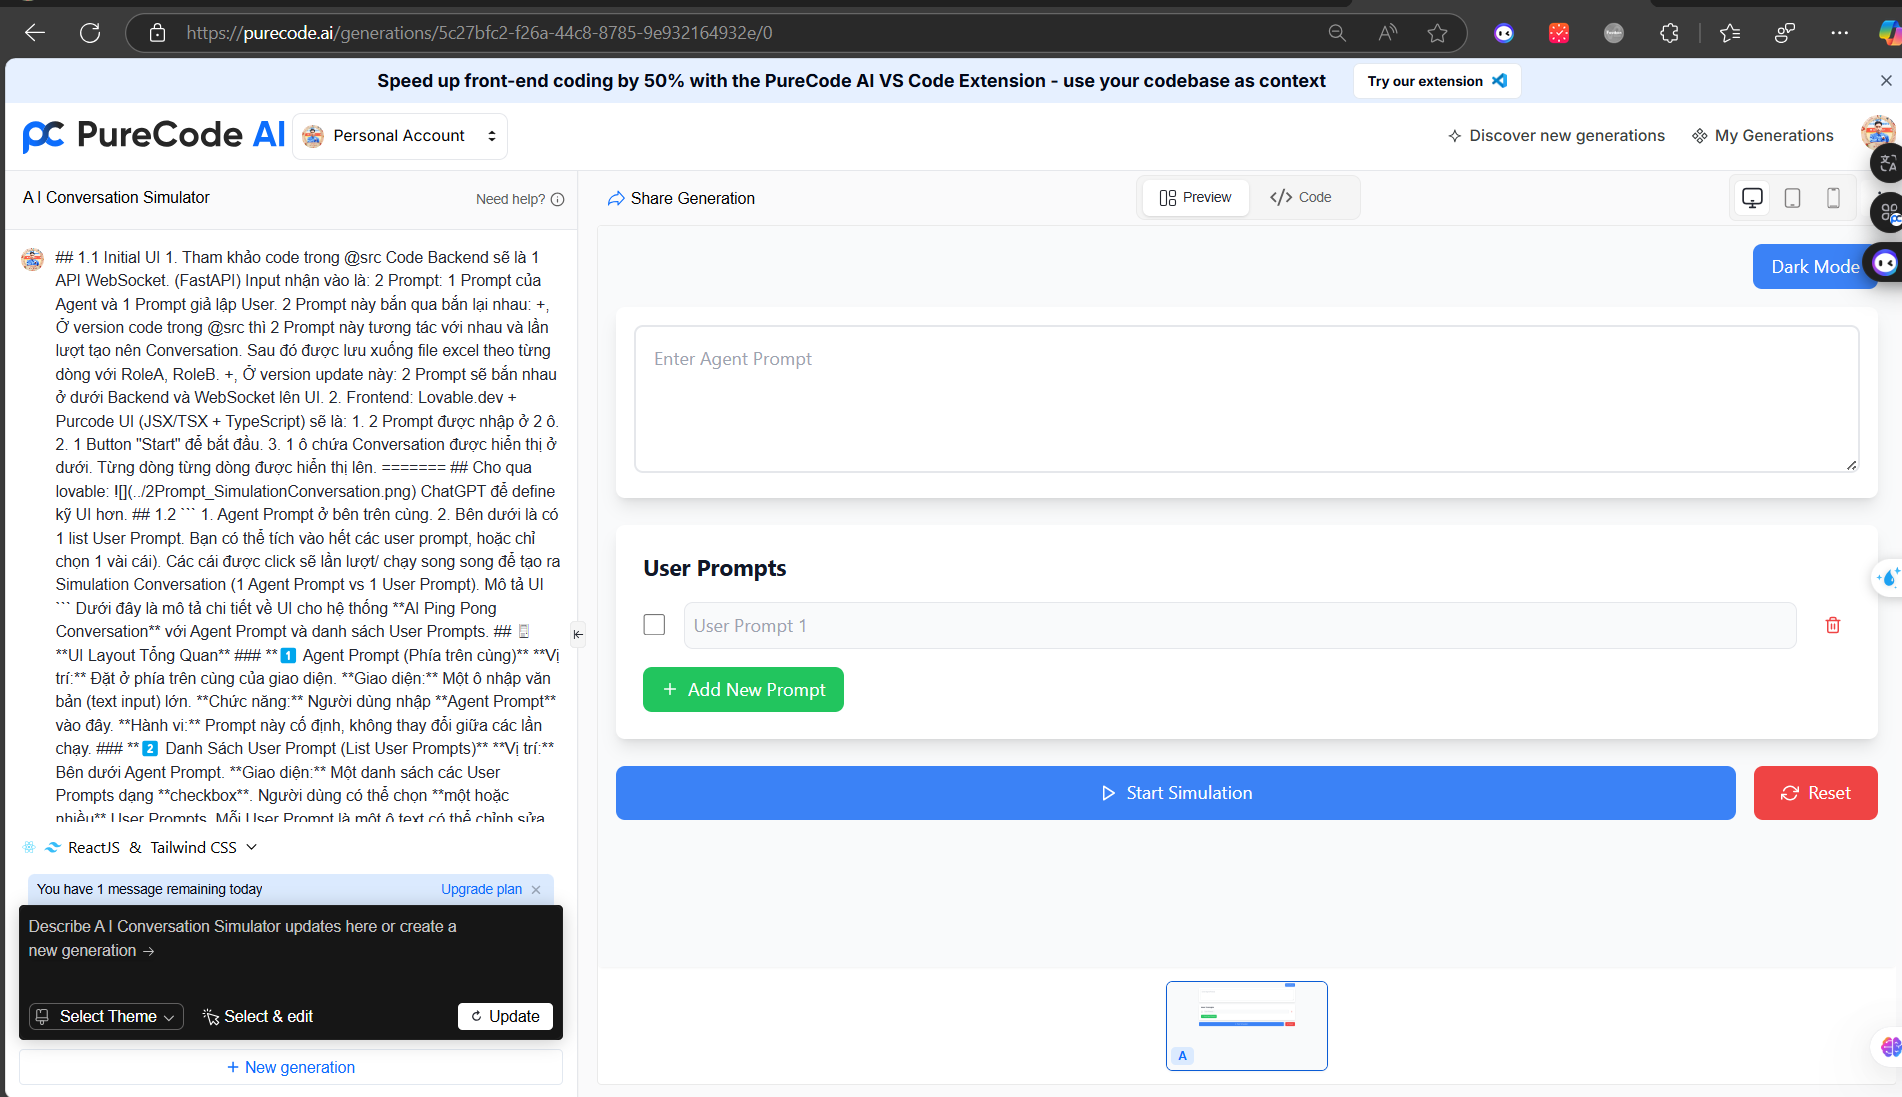 https://purecode.ai/generations/5c27bfc2-f26a-44c8-8785-9e932164932e/0
Speed up front-end coding by 50% with the PureCode AI VS Code Extension - use your codebase as context
Try our extension
PureCode AI
Personal Account
Discover new generations
My Generations
A I Conversation Simulator
Need help?
## 1.1 Initial UI 1. Tham khảo code trong @src Code Backend sẽ là 1
API WebSocket. (FastAPI) Input nhận vào là: 2 Prompt: 1 Prompt của
Agent và 1 Prompt giả lập User. 2 Prompt này bắn qua bắn lại nhau: +,
Ở version code trong @src thì 2 Prompt này tương tác với nhau và lần
lượt tạo nên Conversation. Sau đó được lưu xuống file excel theo từng
dòng với RoleA, RoleB. +, Ở version update này: 2 Prompt sẽ bắn nhau
ở dưới Backend và WebSocket lên UI. 2. Frontend: Lovable.dev +
Purcode UI (JSX/TSX + TypeScript) sẽ là: 1. 2 Prompt được nhập ở 2 ô.
2. 1 Button "Start" để bắt đầu. 3. 1 ô chứa Conversation được hiển thị ở
dưới. Từng dòng từng dòng được hiển thị lên. ======= ## Cho qua
lovable: ![](../2Prompt_SimulationConversation.png) ChatGPT để define
kỹ UI hơn. ## 1.2 ``` 1. Agent Prompt ở bên trên cùng. 2. Bên dưới là có
1 list User Prompt. Bạn có thể tích vào hết các user prompt, hoặc chỉ
chọn 1 vài cái). Các cái được click sẽ lần lượt/ chạy song song để tạo ra
Simulation Conversation (1 Agent Prompt vs 1 User Prompt). Mô tả UI
``` Dưới đây là mô tả chi tiết về UI cho hệ thống **AI Ping Pong
Conversation** với Agent Prompt và danh sách User Prompts. ##
**UI Layout Tổng Quan** ### **1️⃣ Agent Prompt (Phía trên cùng)** **Vị
trí:** Đặt ở phía trên cùng của giao diện. **Giao diện:** Một ô nhập văn
bản (text input) lớn. **Chức năng:** Người dùng nhập **Agent Prompt**
vào đây. **Hành vi:** Prompt này cố định, không thay đổi giữa các lần
chạy. ### **2️⃣ Danh Sách User Prompt (List User Prompts)** **Vị trí:**
Bên dưới Agent Prompt. **Giao diện:** Một danh sách các User
Prompts dạng **checkbox**. Người dùng có thể chọn **một hoặc
nhiều** User Prompts. Mỗi User Prompt là một ô text có thể chỉnh sửa
ReactJS & Tailwind CSS
You have 1 message remaining today
Upgrade plan
Describe A I Conversation Simulator updates here or create a
new generation →
Select Theme
Select & edit
Update
+ New generation
Share Generation
Preview
</> Code
Dark Mode
Enter Agent Prompt
User Prompts
User Prompt 1
+ Add New Prompt
Start Simulation
Reset
A